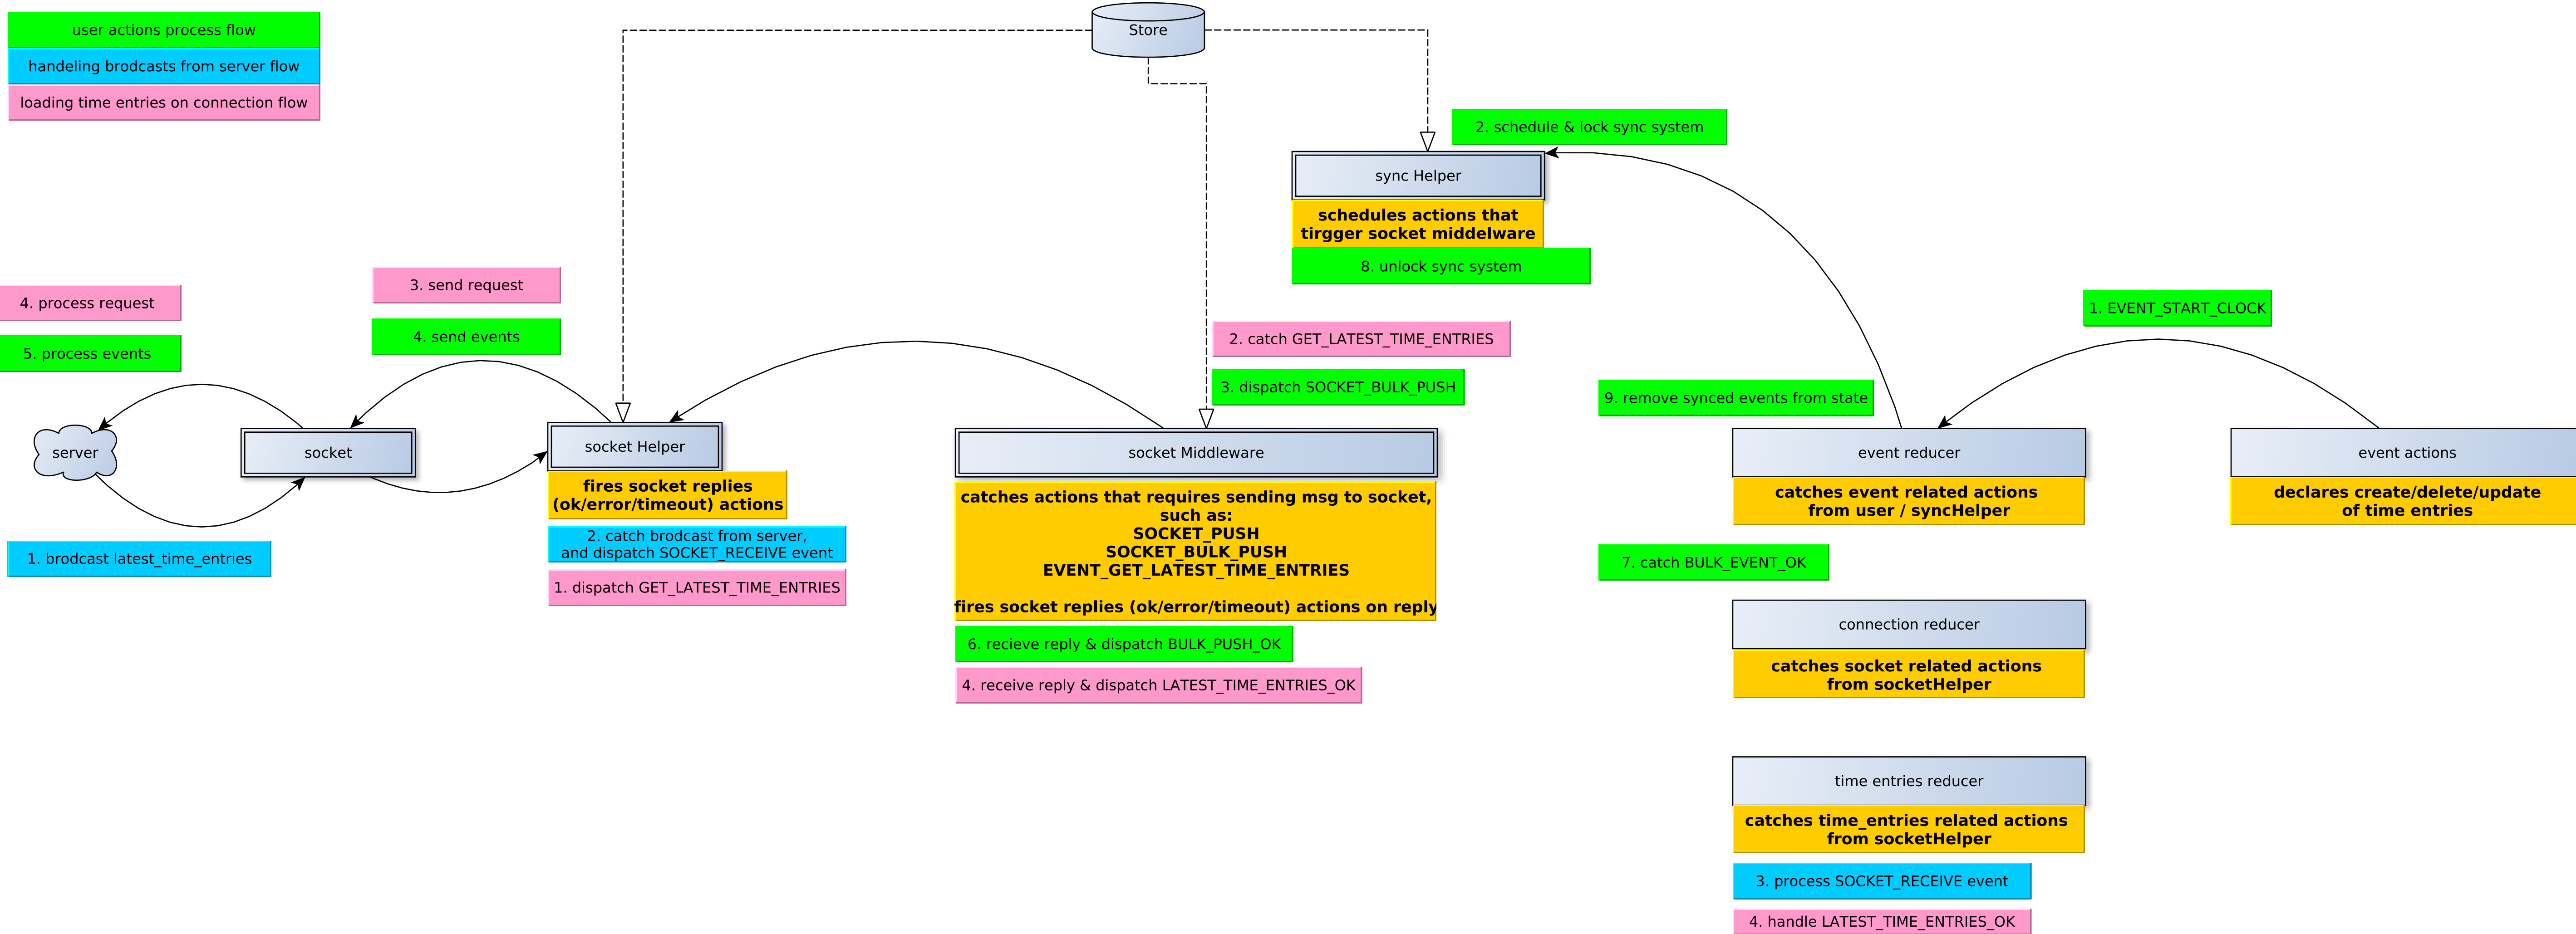 user actions process flow
handeling brodcasts from server flow
loading time entries on connection flow
Store
2. schedule & lock sync system
sync Helper
schedules actions that
tirgger socket middelware
8. unlock sync system
4. process request
5. process events
3. send request
4. send events
2. catch GET_LATEST_TIME_ENTRIES
3. dispatch SOCKET_BULK_PUSH
1. EVENT_START_CLOCK
9. remove synced events from state
server
socket
socket Helper
fires socket replies
(ok/error/timeout) actions
2. catch brodcast from server,
and dispatch SOCKET_RECEIVE event
1. dispatch GET_LATEST_TIME_ENTRIES
1. brodcast latest_time_entries
socket Middleware
catches actions that requires sending msg to socket,
such as:
SOCKET_PUSH
SOCKET_BULK_PUSH
EVENT_GET_LATEST_TIME_ENTRIES
fires socket replies (ok/error/timeout) actions on reply
6. recieve reply & dispatch BULK_PUSH_OK
4. receive reply & dispatch LATEST_TIME_ENTRIES_OK
event reducer
catches event related actions
from user / syncHelper
7. catch BULK_EVENT_OK
event actions
declares create/delete/update
of time entries
connection reducer
catches socket related actions
from socketHelper
time entries reducer
catches time_entries related actions
from socketHelper
3. process SOCKET_RECEIVE event
4. handle LATEST_TIME_ENTRIES_OK